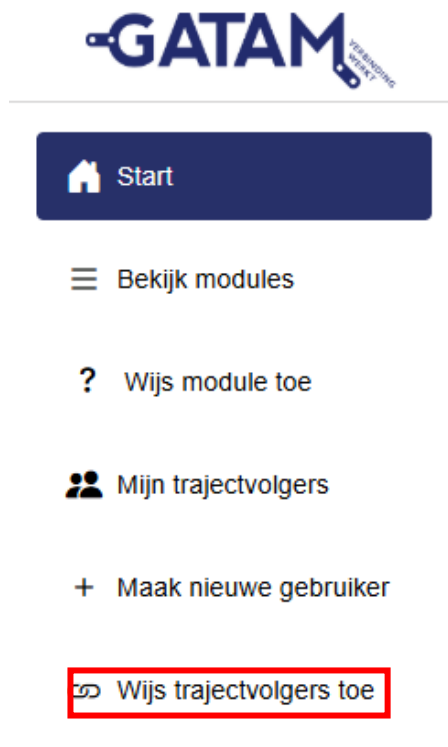 GATAM
VERBINDING
WERKT
Start
Bekijk modules
? Wijs module toe
Mijn trajectvolgers
+ Maak nieuwe gebruiker
Wijs trajectvolgers toe